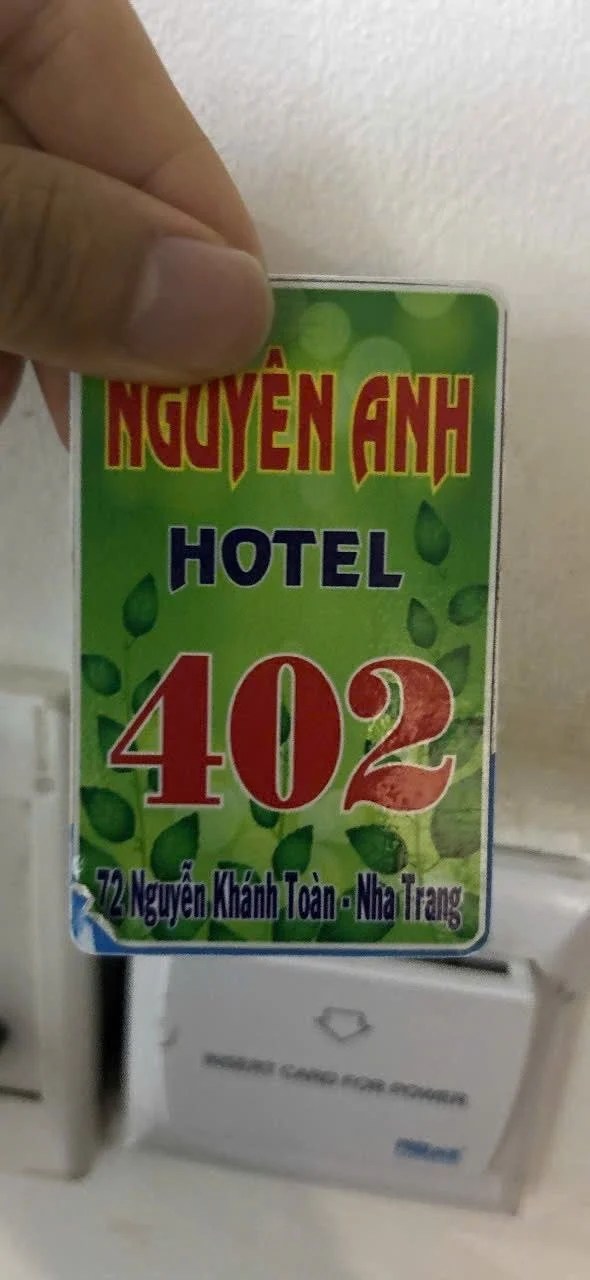 NGUYÊN ANH
HOTEL
402
72 Nguyễn Khánh Toàn - Nha Trang
INSERT CARD FOR POWER